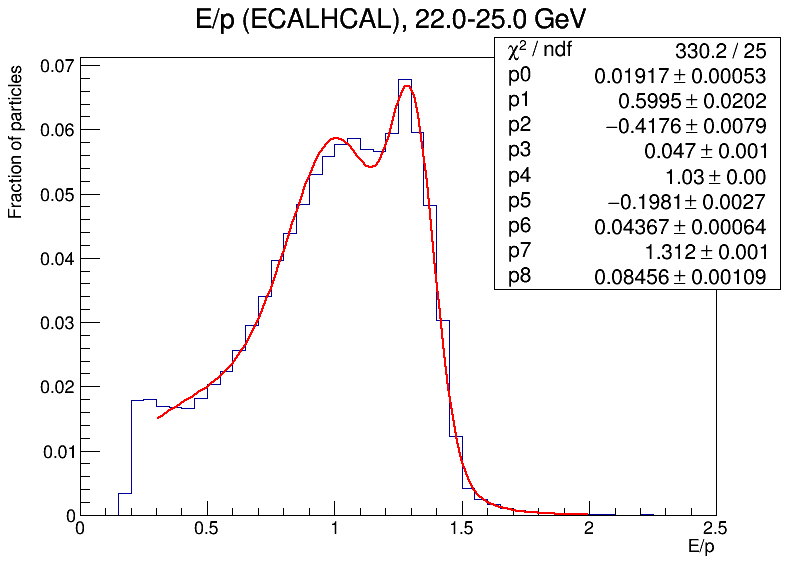 E/p (ECALHCAL), 22.0-25.0 GeV
χ² / ndf 330.2 / 25
p0 0.01917 ± 0.00053
p1 0.5995 ± 0.0202
p2 −0.4176 ± 0.0079
p3 0.047 ± 0.001
p4 1.03 ± 0.00
p5 −0.1981 ± 0.0027
p6 0.04367 ± 0.00064
p7 1.312 ± 0.001
p8 0.08456 ± 0.00109
Fraction of particles
0.07
0.06
0.05
0.04
0.03
0.02
0.01
0
0 0.5 1 1.5 2 2.5
E/p